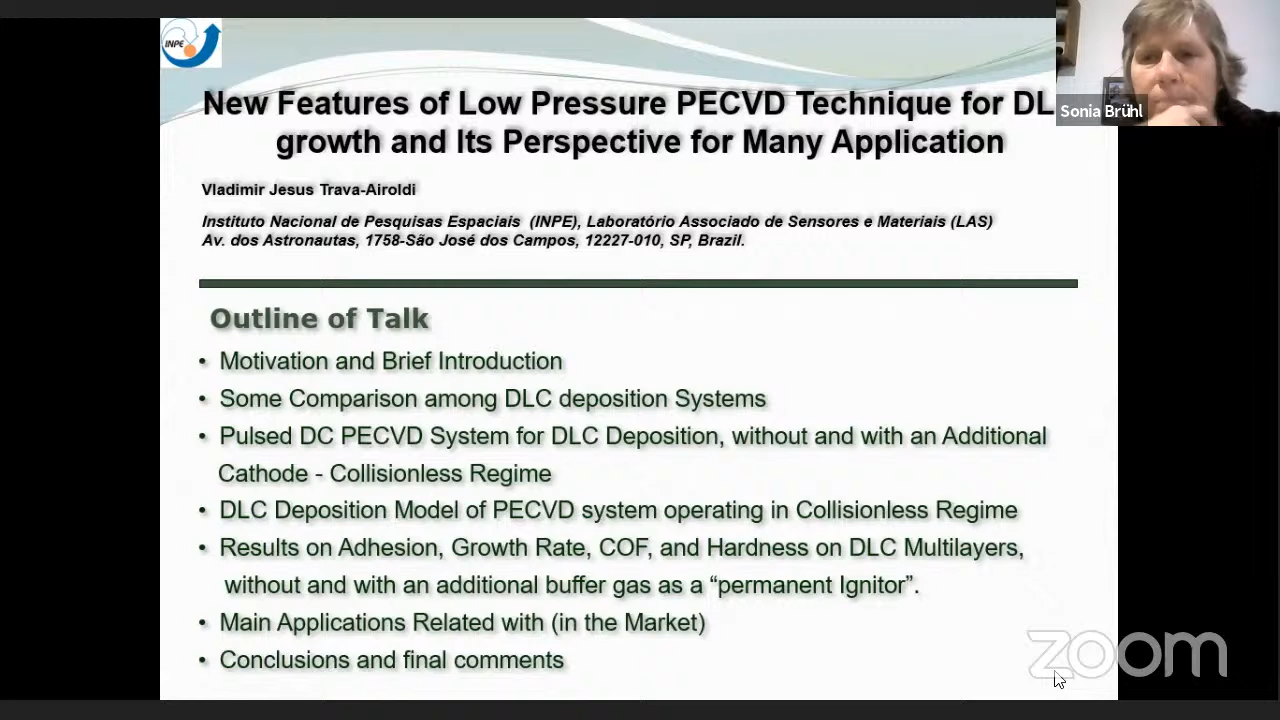 INPE
New Features of Low Pressure PECVD Technique for DL
growth and Its Perspective for Many Application
Sonia Brühl
Vladimir Jesus Trava-Airoldi
Instituto Nacional de Pesquisas Espaciais (INPE), Laboratório Associado de Sensores e Materiais (LAS)
Av. dos Astronautas, 1758-São José dos Campos, 12227-010, SP, Brazil.
Outline of Talk
• Motivation and Brief Introduction
• Some Comparison among DLC deposition Systems
• Pulsed DC PECVD System for DLC Deposition, without and with an Additional
Cathode - Collisionless Regime
• DLC Deposition Model of PECVD system operating in Collisionless Regime
• Results on Adhesion, Growth Rate, COF, and Hardness on DLC Multilayers,
without and with an additional buffer gas as a “permanent Ignitor”.
• Main Applications Related with (in the Market)
• Conclusions and final comments
zoom